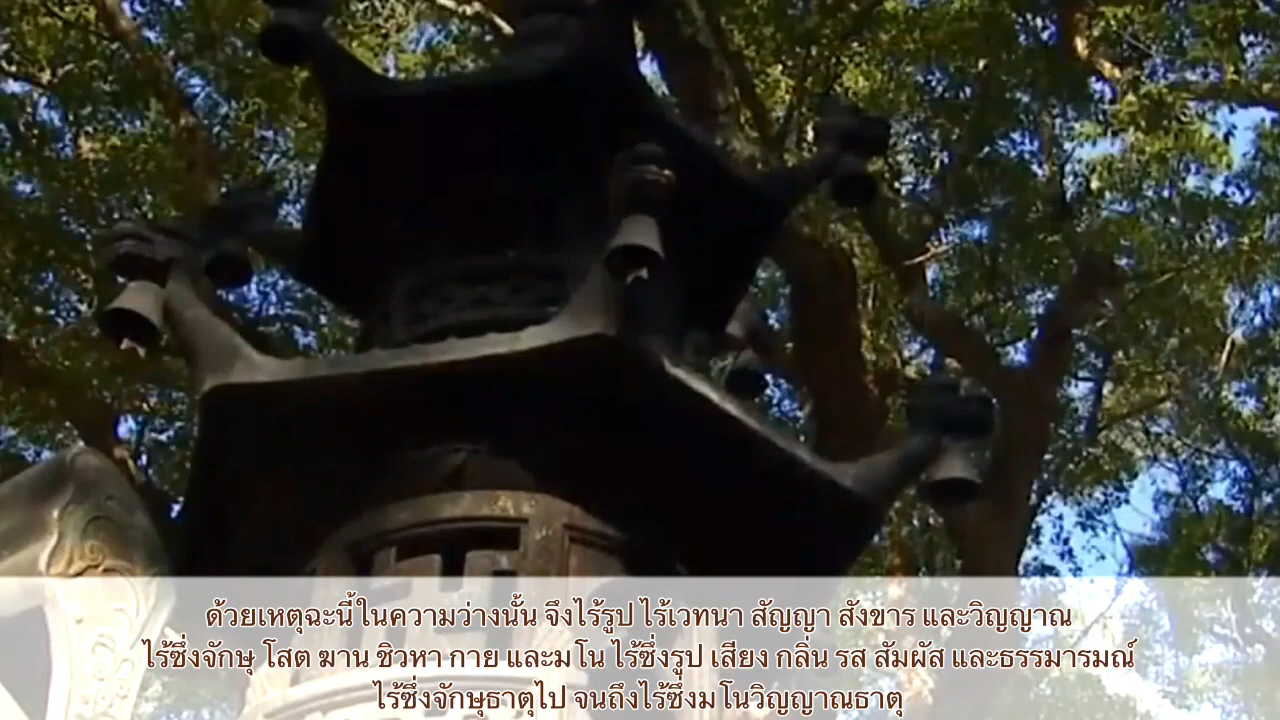 ด้วยเหตุฉะนี้ ในความว่างนั้น จึงไร้รูป ไร้เวทนา สัญญา สังขาร และวิญญาณ
ไร้ซึ่งจักษุ โสต ฆาน ชิวหา กาย และมโน ไร้ซึ่งรูป เสียง กลิ่น รส สัมผัส และธรรมารมณ์
ไร้ซึ่งจักษุธาตุไป จนถึงไร้ซึ่งมโนวิญญาณธาตุ